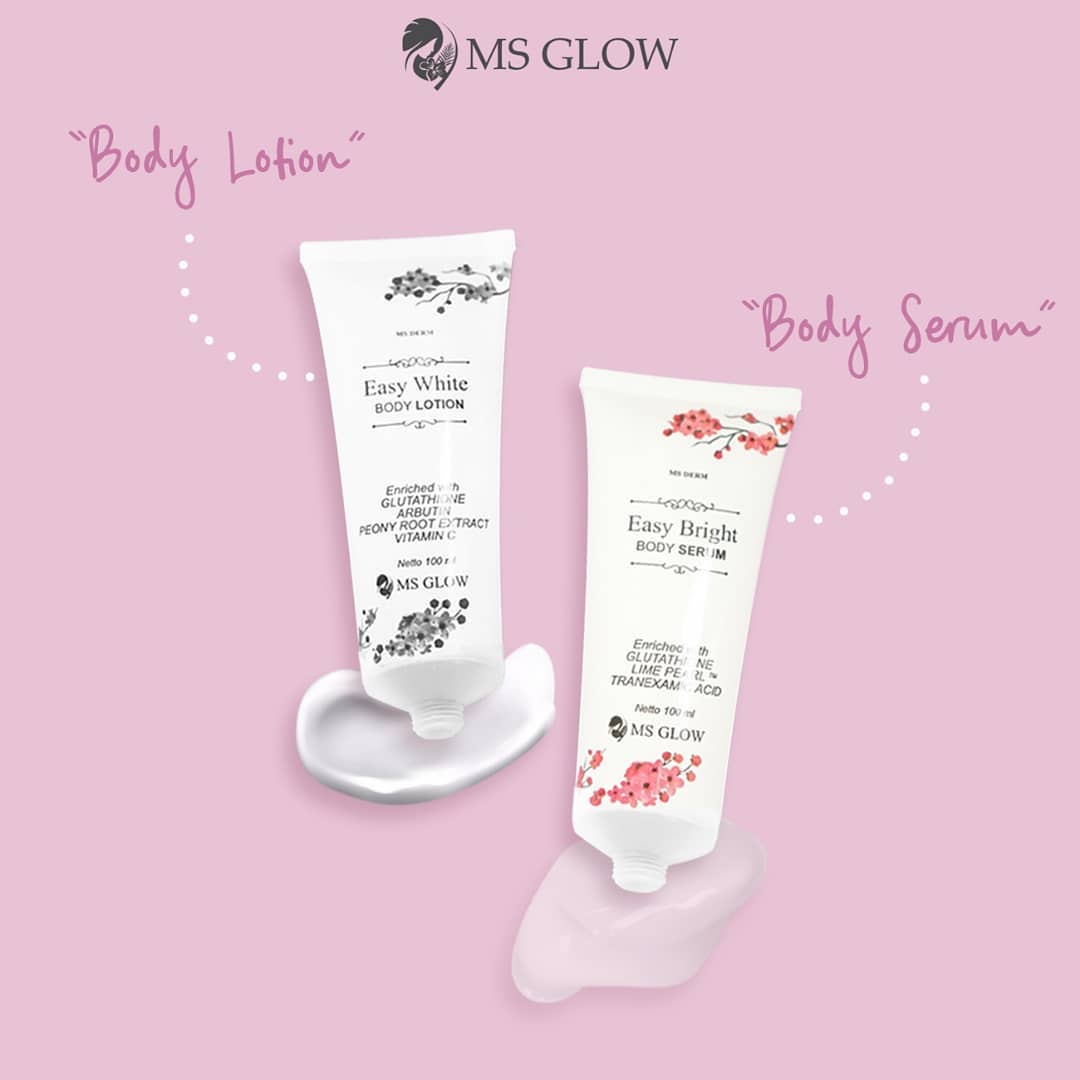 MS GLOW
"Body Lotion"
MS DERM
Easy White
BODY LOTION
Enriched with
GLUTATHIONE
ARBUTIN
PEONY ROOT EXTRACT
VITAMIN C
Netto 100 ml
MS GLOW
"Body Serum"
MS DERM
Easy Bright
BODY SERUM
Enriched with
GLUTATHIONE
LIME PEARL™
TRANEXAMIC ACID
Netto 100 ml
MS GLOW